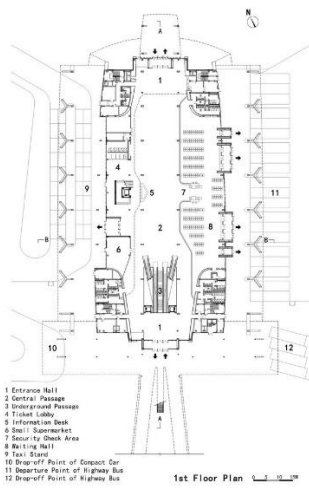 N
A
1
4
5
7
9
11
2
8
B
B
6
3
1
10
12
A
1 Entrance Hall
2 Central Passage
3 Underground Passage
4 Ticket Lobby
5 Information Desk
6 Small Supermarket
7 Security Check Area
8 Waiting Hall
9 Taxi Stand
10 Drop-off Point of Compact Car
11 Departure Point of Highway Bus
12 Drop-off Point of Highway Bus
1st Floor Plan